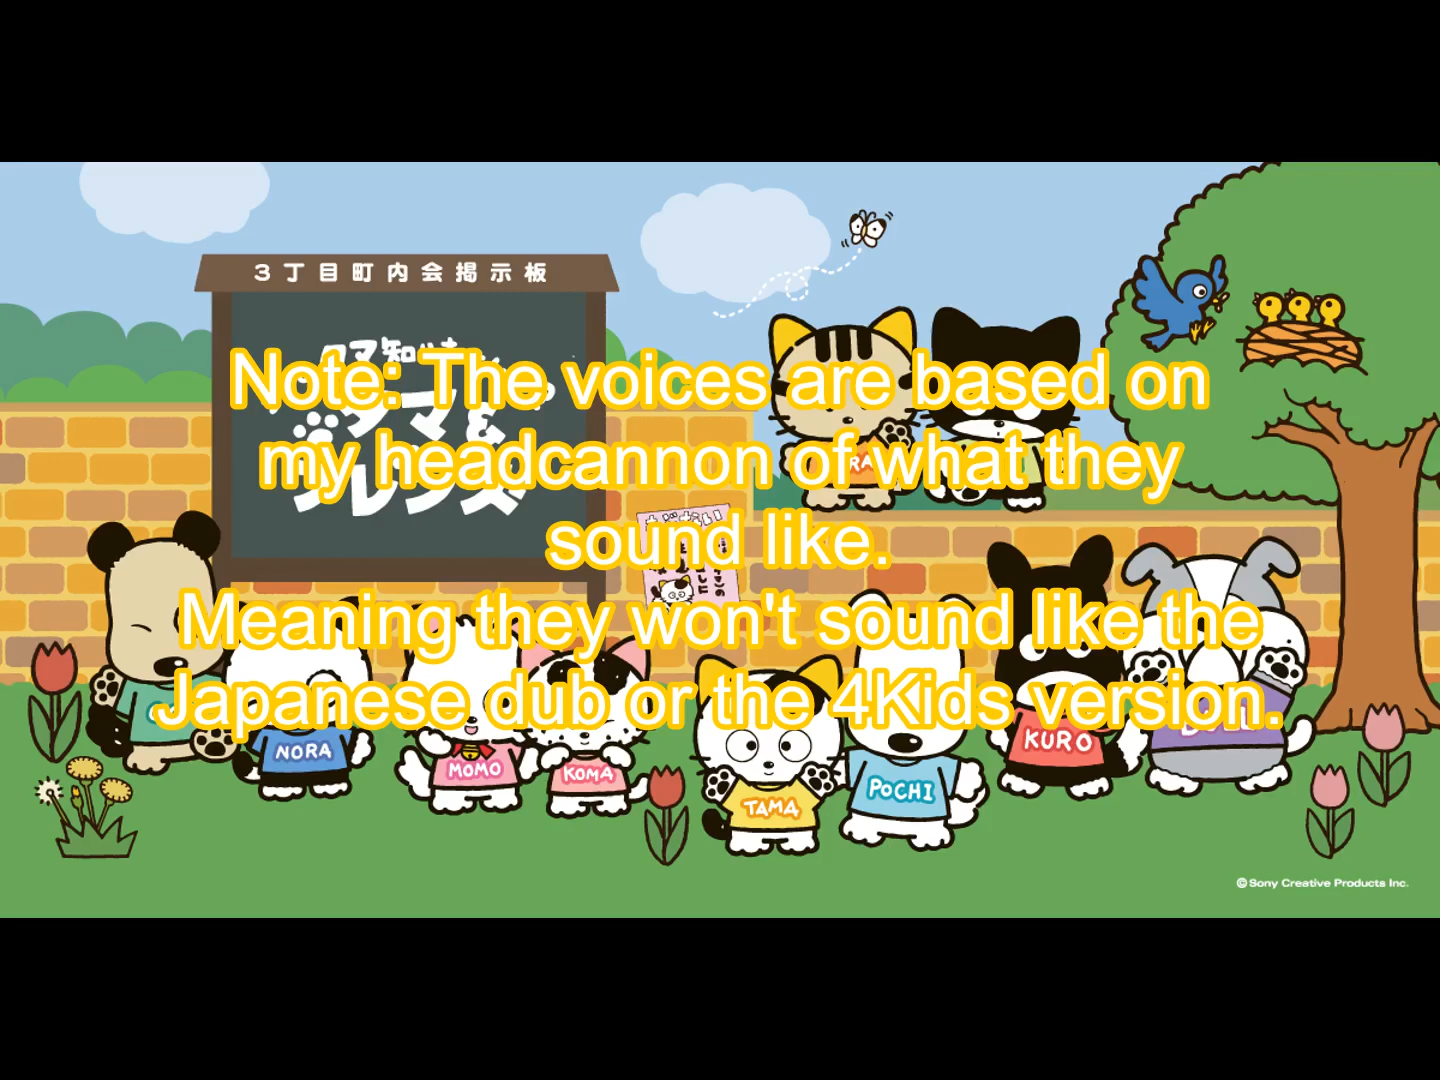 3丁目町内会掲示板
Note: The voices are based on
my headcannon of what they
sound like.
Meaning they won't sound like the
Japanese dub or the 4Kids version.
NORA
MOMO
KOMA
TAMA
POCHI
KURO
©Sony Creative Products Inc.